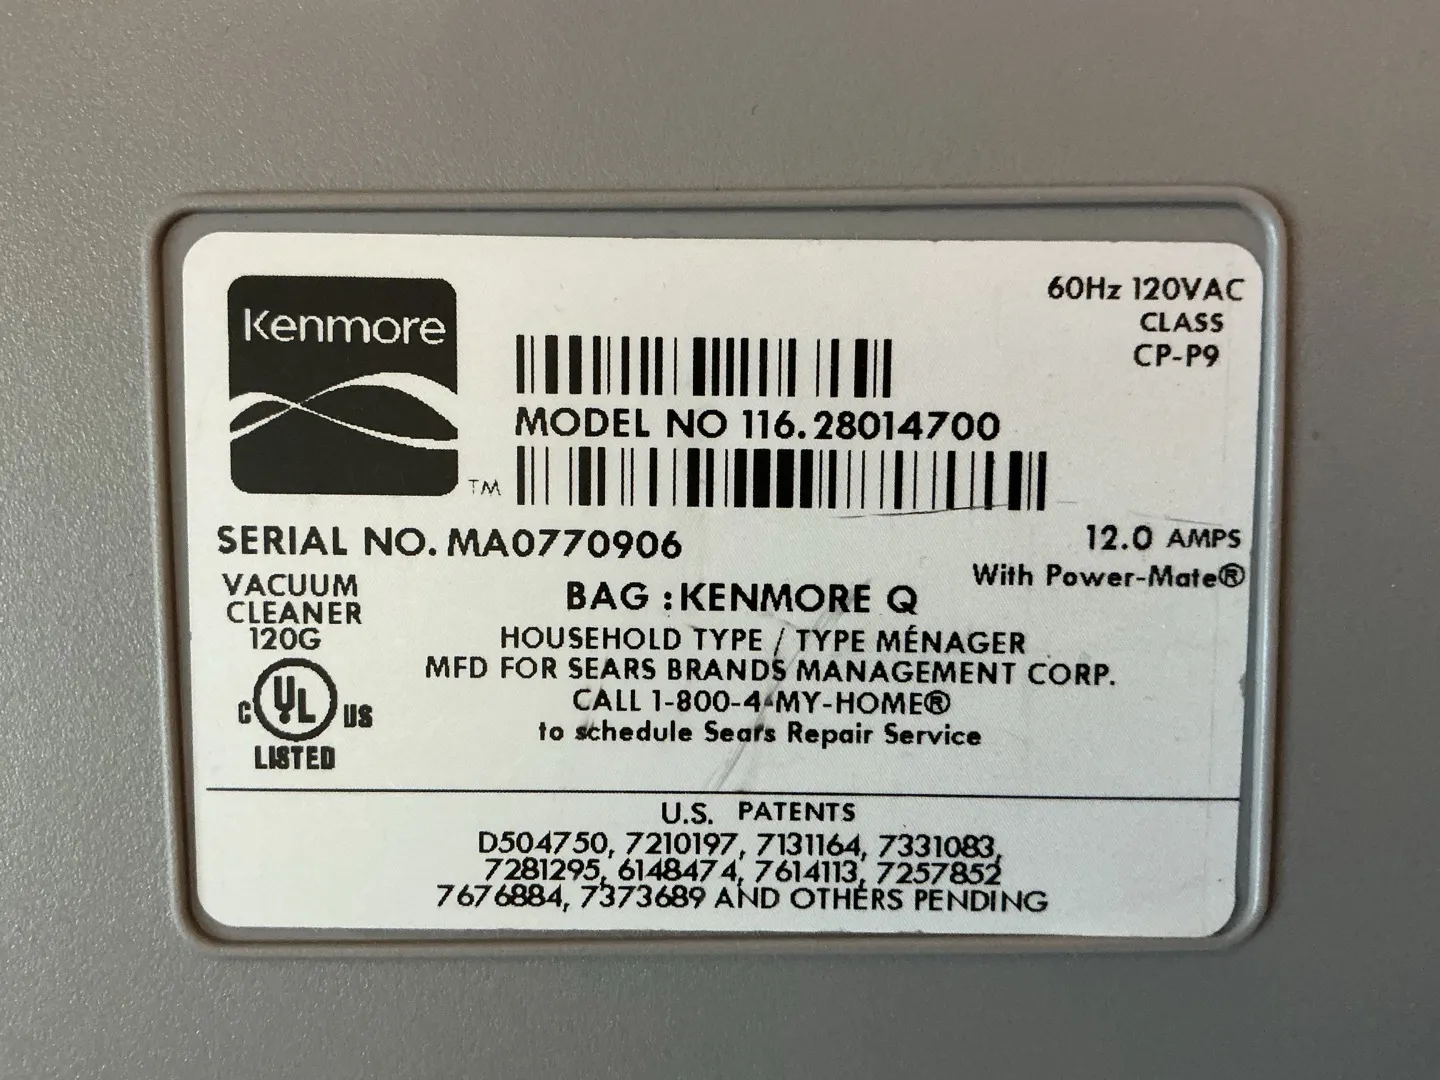 Kenmore
TM
60Hz 120VAC
CLASS
CP-P9
MODEL NO 116.28014700
SERIAL NO. MA0770906
12.0 AMPS
With Power-Mate®
VACUUM
CLEANER
120G
BAG : KENMORE Q
HOUSEHOLD TYPE / TYPE MÉNAGER
MFD FOR SEARS BRANDS MANAGEMENT CORP.
CALL 1-800-4-MY-HOME®
to schedule Sears Repair Service
C UL US
LISTED
U.S. PATENTS
D504750, 7210197, 7131164, 7331083,
7281295, 6148474, 7614113, 7257852
7676884, 7373689 AND OTHERS PENDING